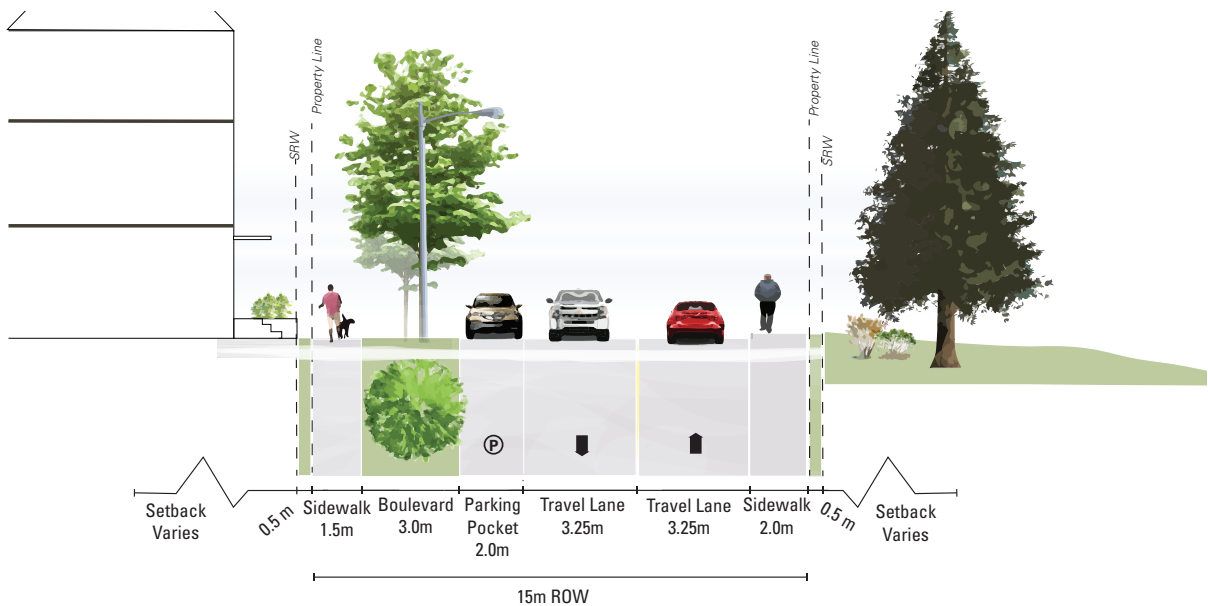 SRW
Property Line
Property Line
SRW
P
Setback
Varies
0.5 m
Sidewalk
1.5m
Boulevard
3.0m
Parking
Pocket
2.0m
Travel Lane
3.25m
Travel Lane
3.25m
Sidewalk
2.0m
0.5 m
Setback
Varies
15m ROW